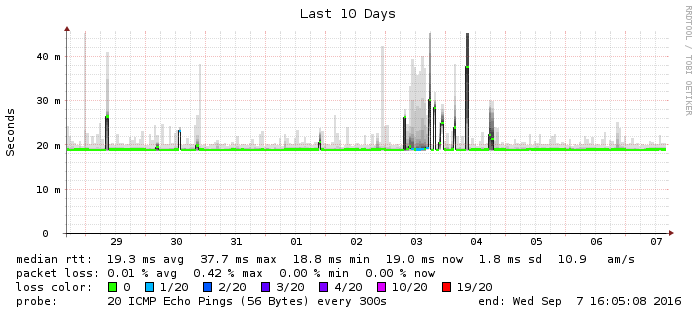 Last 10 Days
RRDTOOL / TOBI OETIKER
Seconds
40 m
30 m
20 m
10 m
0
29 30 31 01 02 03 04 05 06 07
median rtt: 19.3 ms avg 37.7 ms max 18.8 ms min 19.0 ms now 1.8 ms sd 10.9 am/s
packet loss: 0.01 % avg 0.42 % max 0.00 % min 0.00 % now
loss color: 0 1/20 2/20 3/20 4/20 10/20 19/20
probe: 20 ICMP Echo Pings (56 Bytes) every 300s end: Wed Sep 7 16:05:08 2016